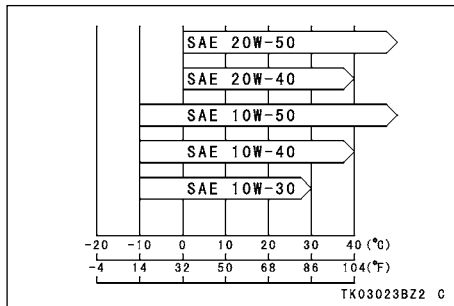 SAE 20W-50
SAE 20W-40
SAE 10W-50
SAE 10W-40
SAE 10W-30
-20 -10 0 10 20 30 40 (°C)
-4 14 32 50 68 86 104(°F)
TK03023BZ2 C